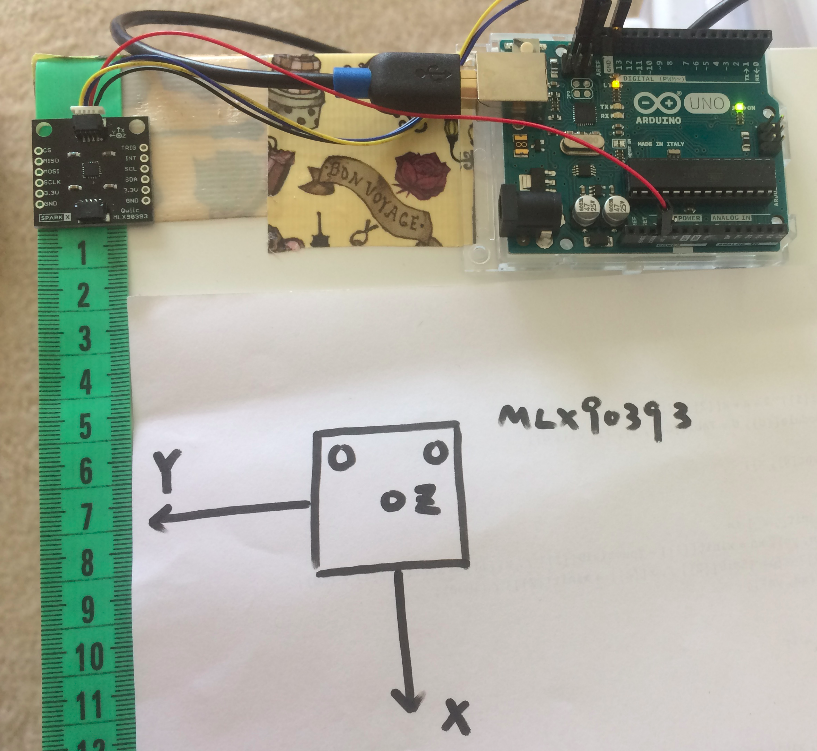 CS
MISO
MOSI
SCLK
3.3V
GND
TRIG
INT
SCL
SDA
3.3V
GND
SPARK X
Qwiic
MLX90393
BON VOYAGE
DIGITAL (PWM~)
TX
RX
ARDUINO
UNO
ON
MADE IN ITALY
POWER
ANALOG IN
1
2
3
4
5
6
7
8
9
10
11
12
MLX90393
Y
Z
X